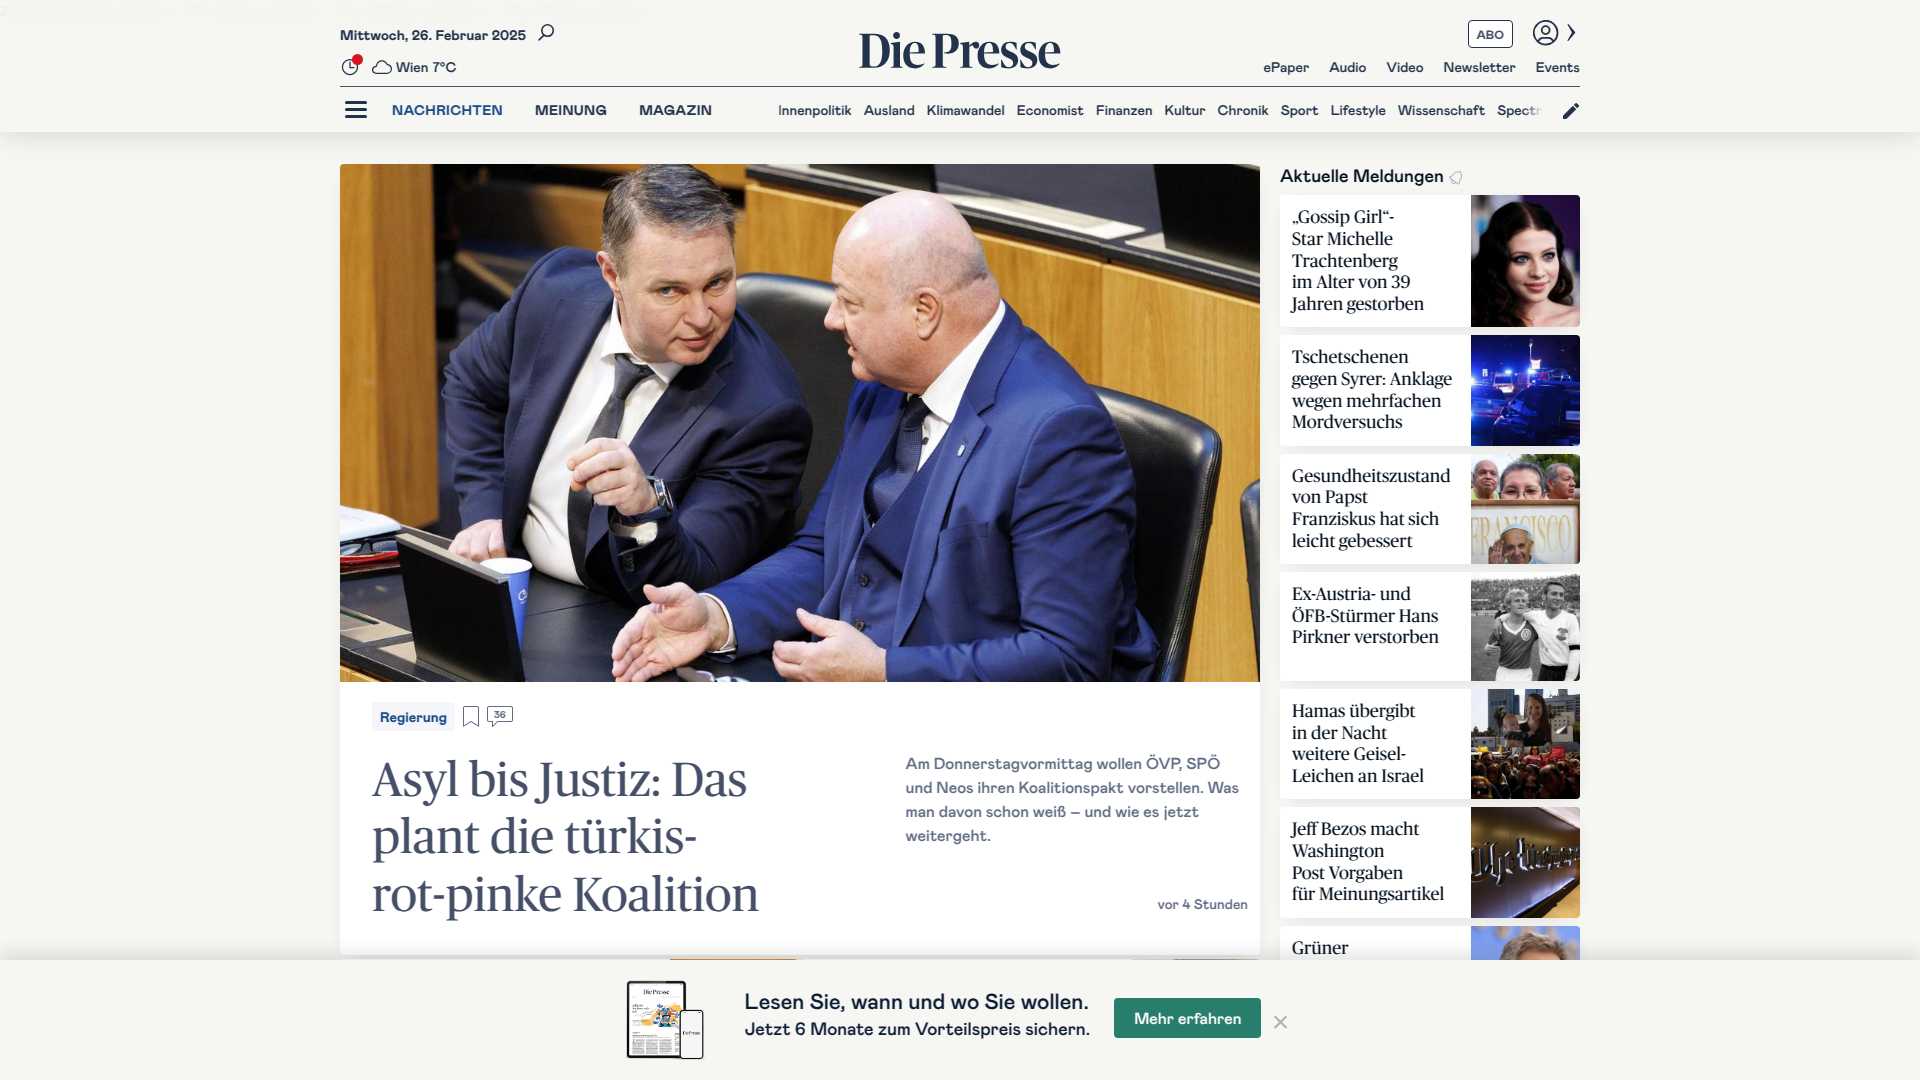 Mittwoch, 26. Februar 2025
Wien 7°C
Die Presse
ABO
ePaper Audio Video Newsletter Events
NACHRICHTEN MEINUNG MAGAZIN
Innenpolitik Ausland Klimawandel Economist Finanzen Kultur Chronik Sport Lifestyle Wissenschaft Spectr
Regierung
36
Asyl bis Justiz: Das
plant die türkis-
rot-pinke Koalition
Am Donnerstagvormittag wollen ÖVP, SPÖ
und Neos ihren Koalitionspakt vorstellen. Was
man davon schon weiß – und wie es jetzt
weitergeht.
vor 4 Stunden
Aktuelle Meldungen
„Gossip Girl“-
Star Michelle
Trachtenberg
im Alter von 39
Jahren gestorben
Tschetschenen
gegen Syrer: Anklage
wegen mehrfachen
Mordversuchs
Gesundheitszustand
von Papst
Franziskus hat sich
leicht gebessert
FRANCISCO
Ex-Austria- und
ÖFB-Stürmer Hans
Pirkner verstorben
Hamas übergibt
in der Nacht
weitere Geisel-
Leichen an Israel
Jeff Bezos macht
Washington
Post Vorgaben
für Meinungsartikel
Grüner
Die Presse
Die Presse
Lesen Sie, wann und wo Sie wollen.
Jetzt 6 Monate zum Vorteilspreis sichern.
Mehr erfahren